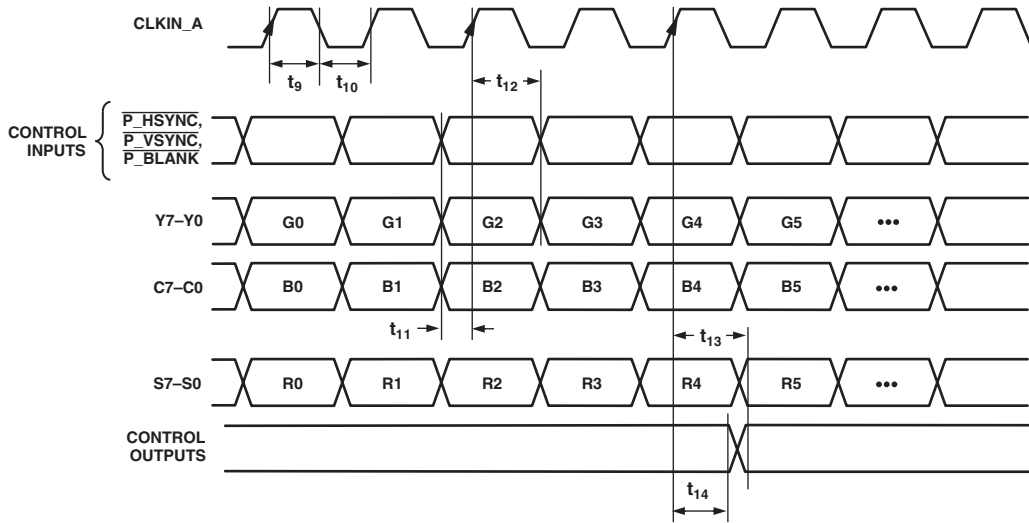 CLKIN_A
t9
t10
t12
CONTROL
INPUTS
P_HSYNC,
P_VSYNC,
P_BLANK
Y7–Y0
G0 G1 G2 G3 G4 G5 •••
C7–C0
B0 B1 B2 B3 B4 B5 •••
t11
t13
S7–S0
R0 R1 R2 R3 R4 R5 •••
CONTROL
OUTPUTS
t14